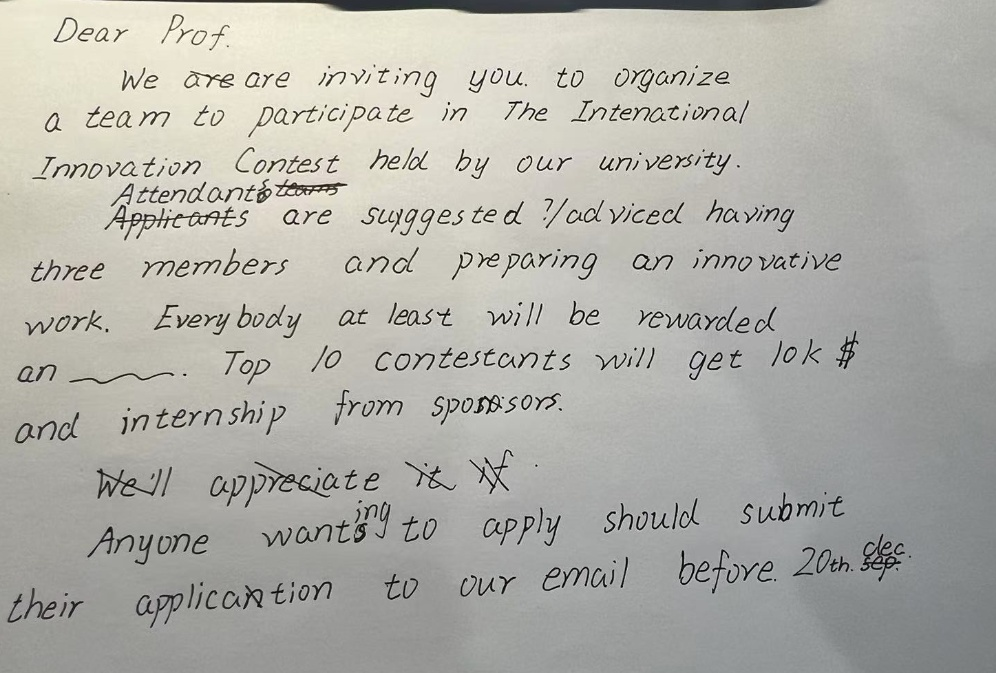 Dear Prof.
We are are inviting you. to organize
a team to participate in The Intenational
Innovation Contest held by our university.
Attendants teams
Applicants are suggested ?/adviced having
three members and preparing an innovative
work. Everybody at least will be rewarded
an ______. Top 10 contestants will get 10k $
and internship from sponsors.
We'll appreciate it if
Anyone wantsing to apply should submit
their application to our email before. 20th. sep. dec.